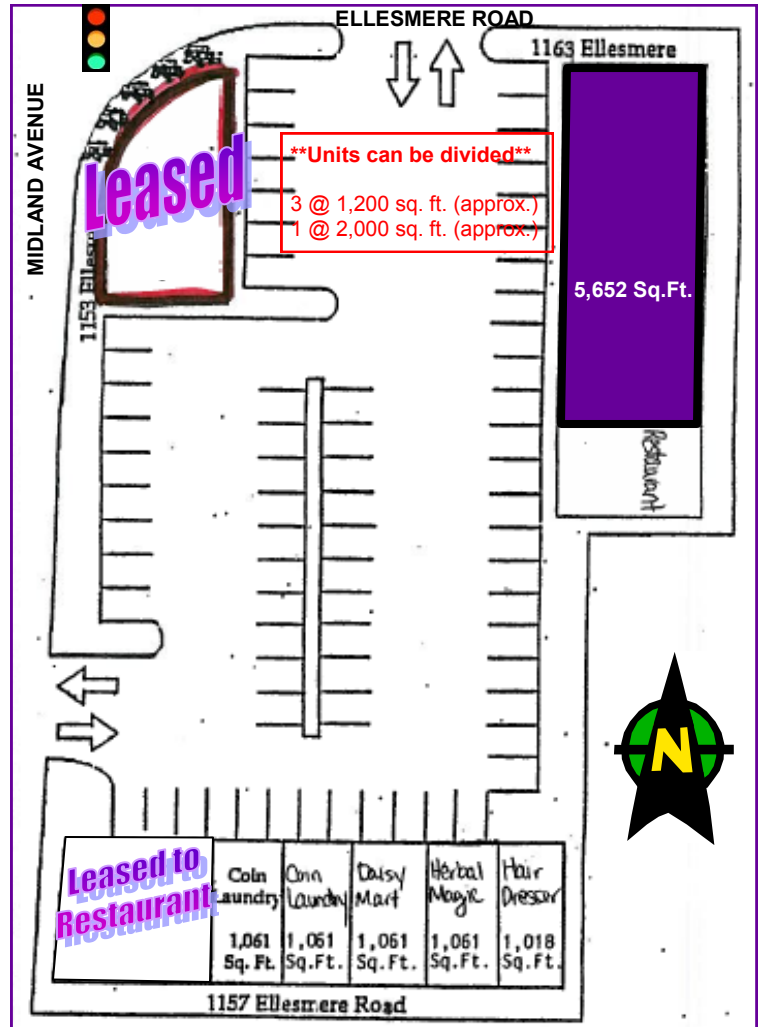 ELLESMERE ROAD
1163 Ellesmere
MIDLAND AVENUE
Leased
**Units can be divided**
3 @ 1,200 sq. ft. (approx.)
1 @ 2,000 sq. ft. (approx.)
1153
5,652 Sq.Ft.
Restaurant
N
Leased to
Restaurant
Coin
Laundry
1,061
Sq. Ft.
Coin
Laundry
1,061
Sq.Ft.
Daisy
Mart
1,061
Sq.Ft.
Herbal
Magic
1,061
Sq.Ft.
Hair
Dresser
1,018
Sq.Ft.
1157 Ellesmere Road